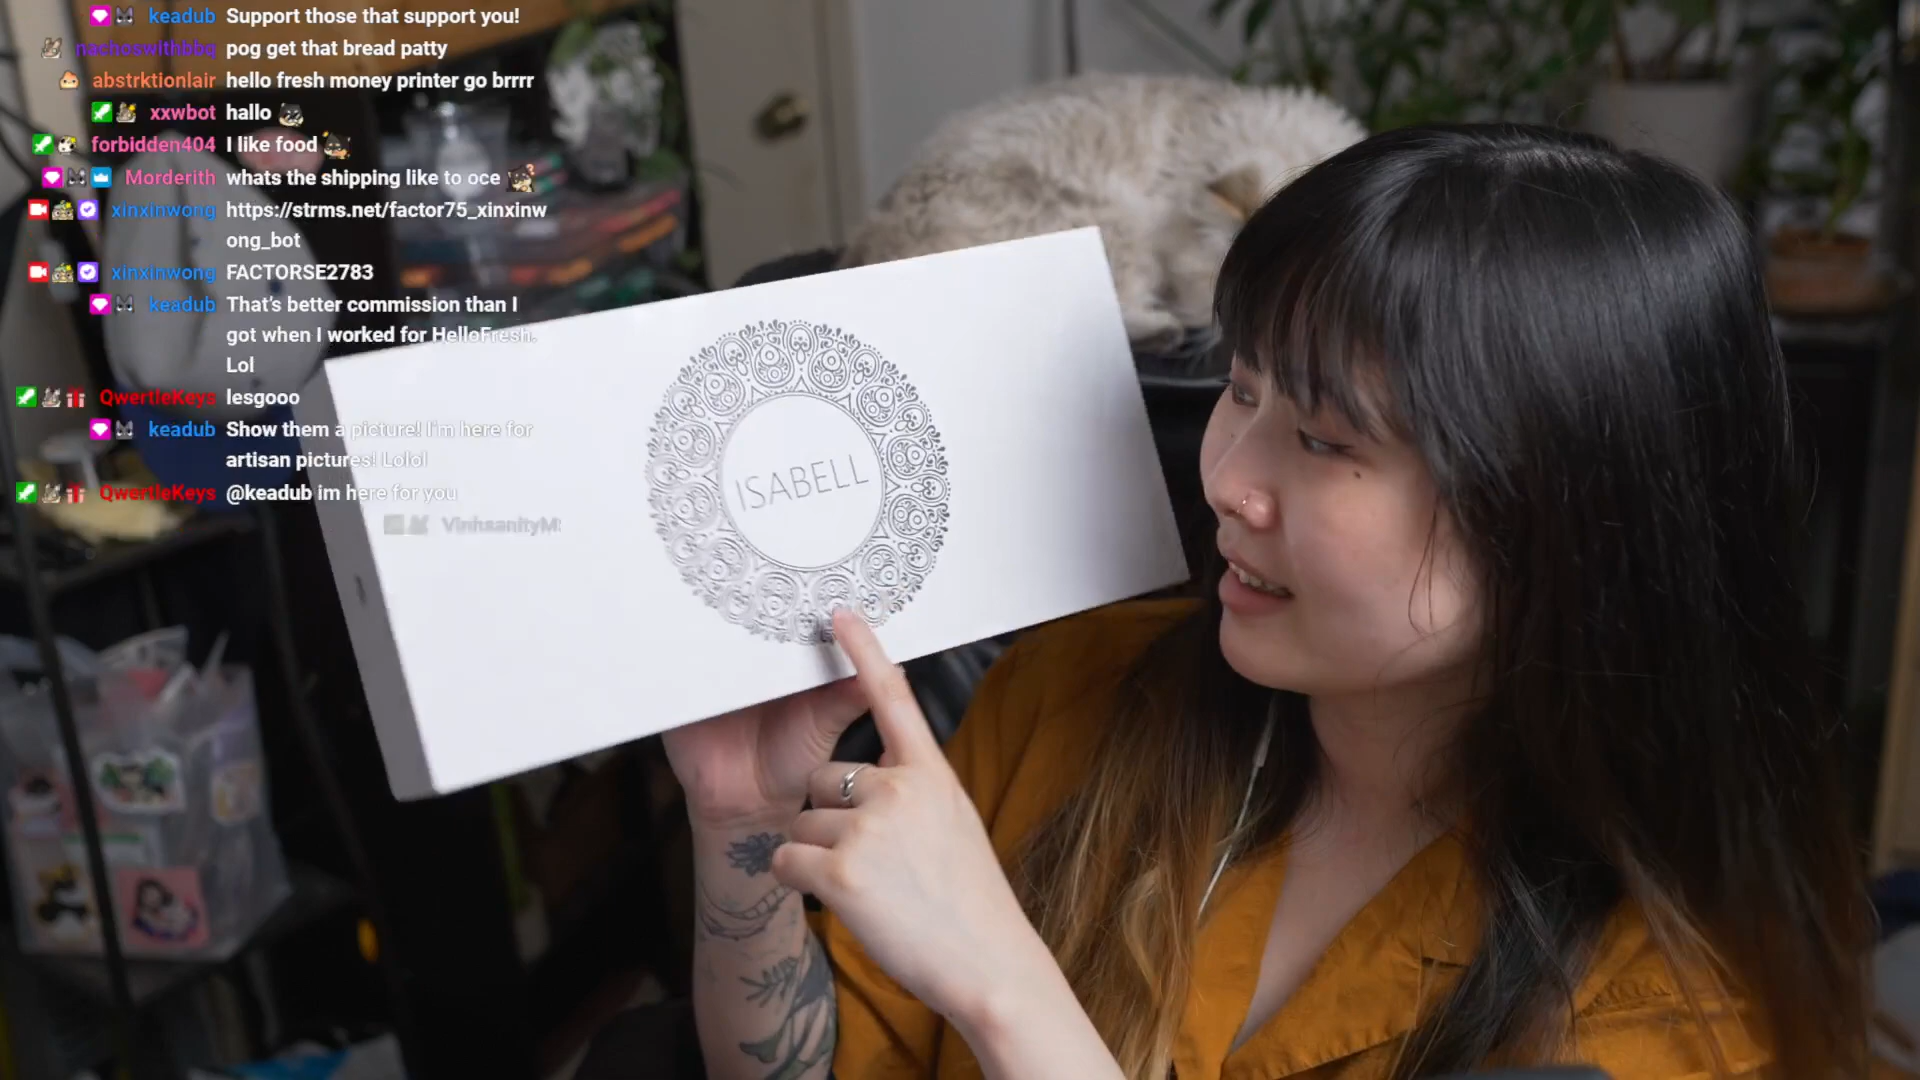 keadub Support those that support you!
nachoswithbbq pog get that bread patty
abstrktionlair hello fresh money printer go brrrr
xxwbot hallo
forbidden404 I like food
Morderith whats the shipping like to oce
xinxinwong https://strms.net/factor75_xinxinw
ong_bot
xinxinwong FACTORSE2783
keadub That's better commission than I
got when I worked for HelloFresh.
Lol
QwertleKeys lesgooo
keadub Show them a picture! I'm here for
artisan pictures! Lolol
QwertleKeys @keadub im here for you
ISABELL